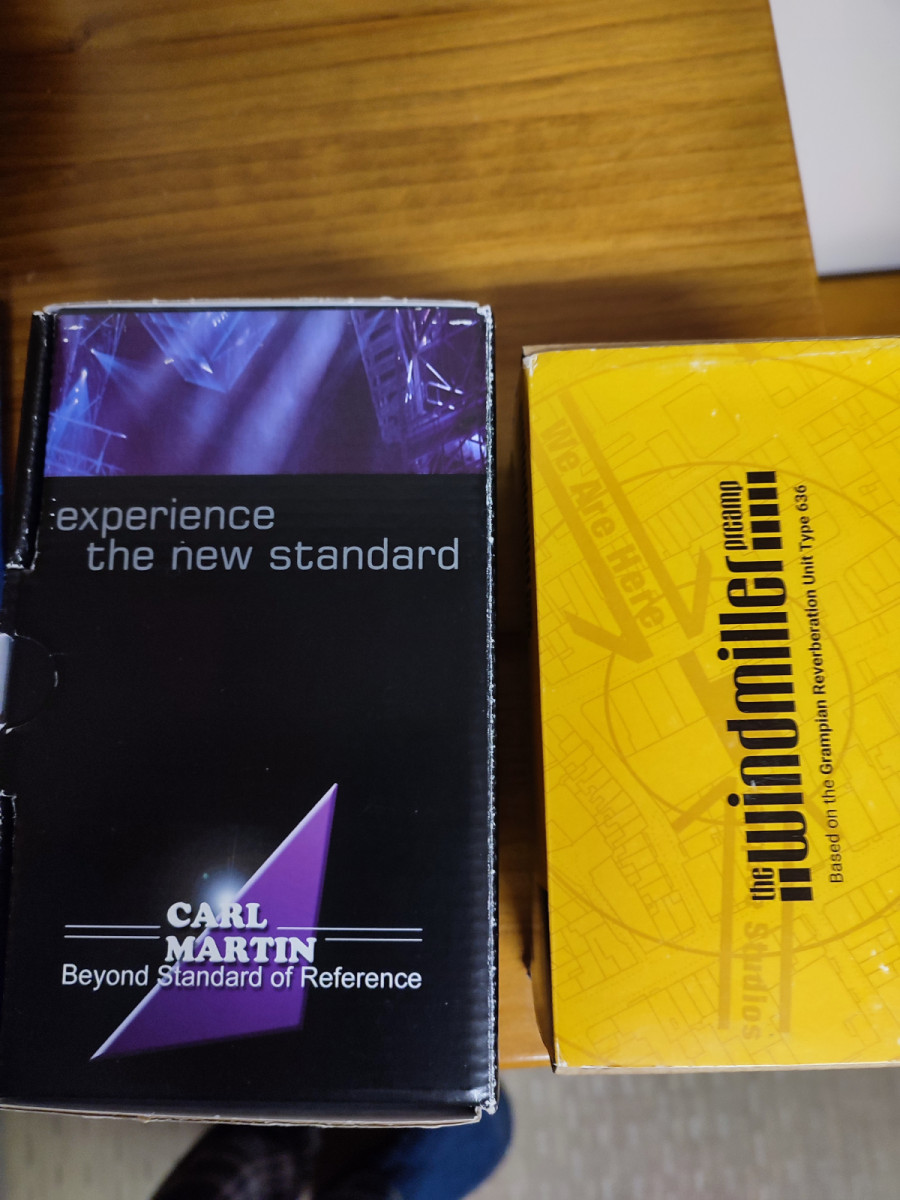 experience
the new standard
CARL
MARTIN
Beyond Standard of Reference
We Are Here
Studios
the windmiller preamp
Based on the Grampian Reverberation Unit Type 636